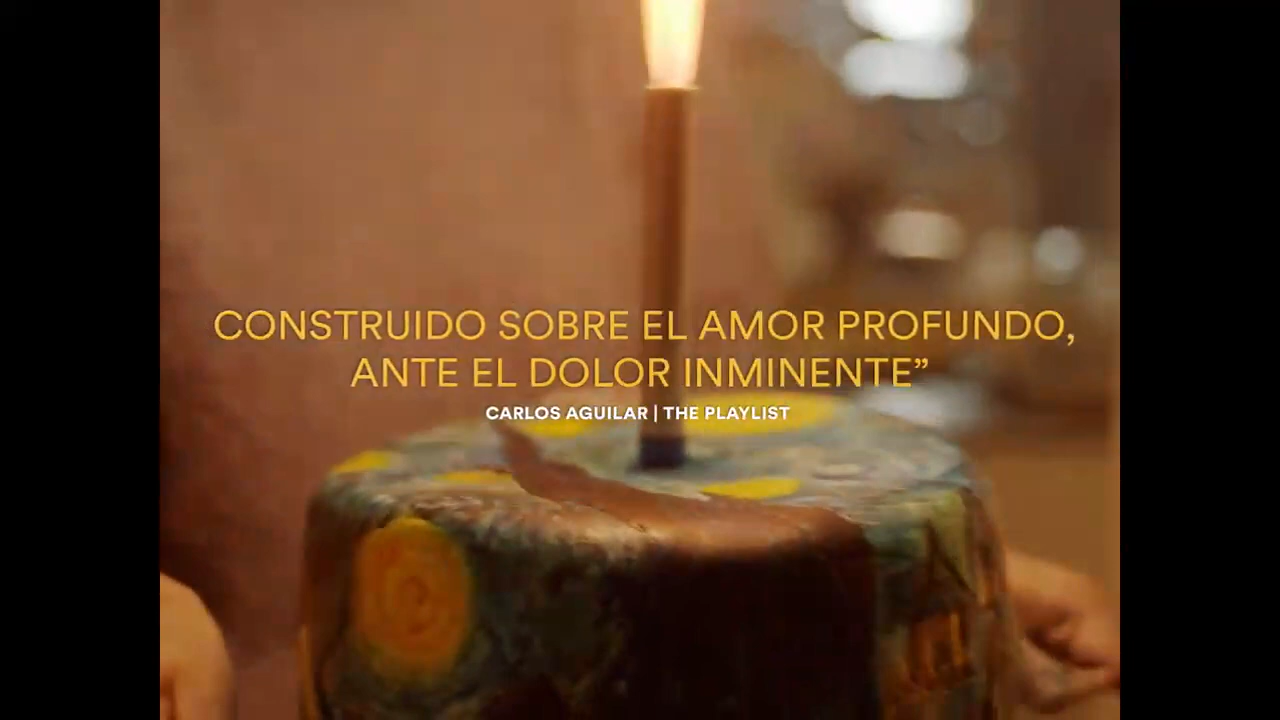 CONSTRUIDO SOBRE EL AMOR PROFUNDO,
ANTE EL DOLOR INMINENTE”
CARLOS AGUILAR | THE PLAYLIST